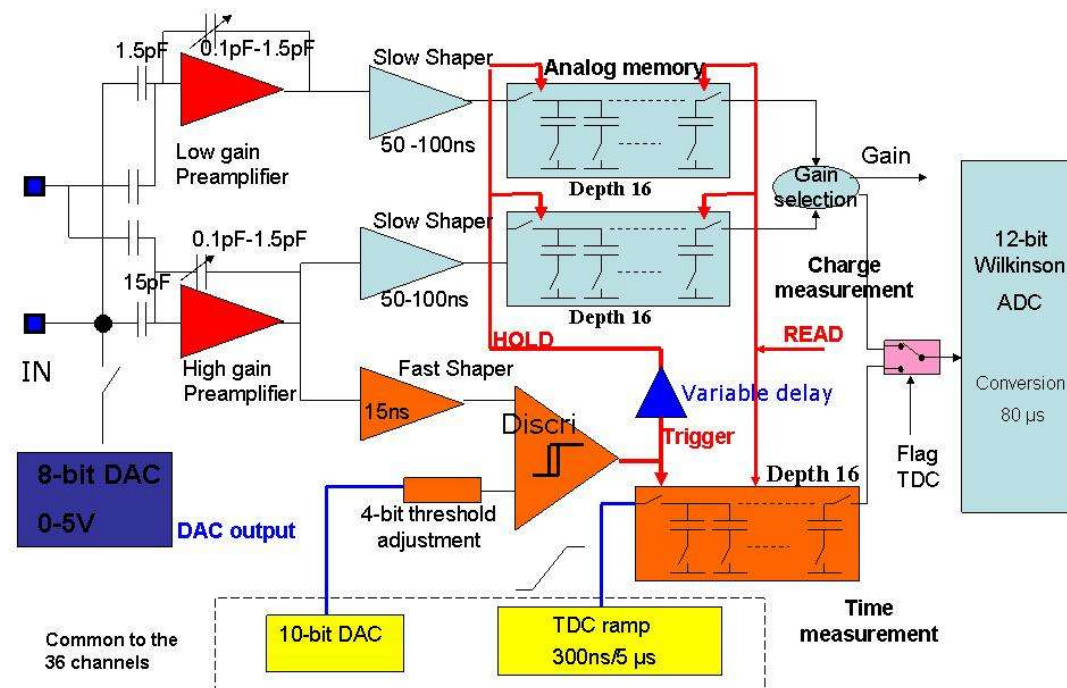 1.5pF
0.1pF-1.5pF
Slow Shaper
Analog memory
50 -100ns
Low gain
Preamplifier
Depth 16
Gain
Gain
selection
Slow Shaper
0.1pF-1.5pF
15pF
50-100ns
Depth 16
Charge
measurement
12-bit
Wilkinson
ADC
Conversion
80 µs
IN
High gain
Preamplifier
HOLD
READ
Fast Shaper
15ns
Discri
Variable delay
Trigger
Flag
TDC
8-bit DAC
0-5V
DAC output
4-bit threshold
adjustment
Depth 16
Time
measurement
Common to the
36 channels
10-bit DAC
TDC ramp
300ns/5 µs